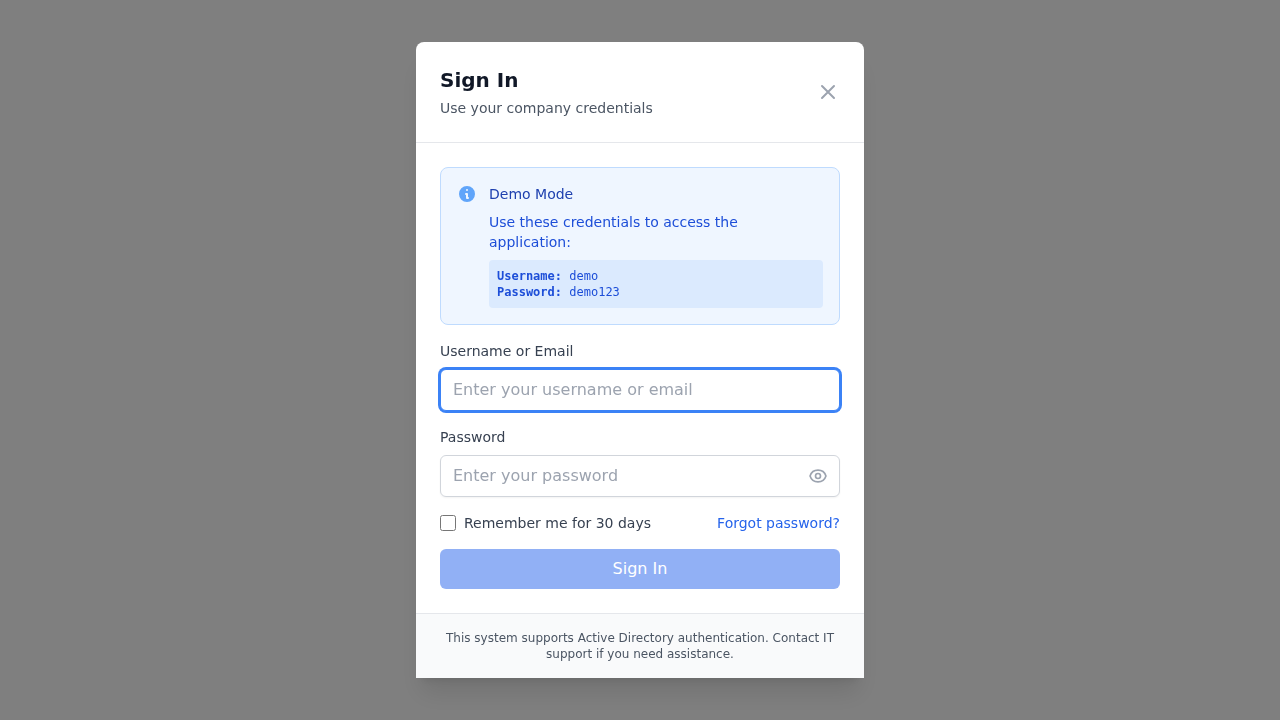 Sign In
Use your company credentials
Demo Mode
Use these credentials to access the
application:
Username: demo
Password: demo123
Username or Email
Enter your username or email
Password
Enter your password
Remember me for 30 days
Forgot password?
Sign In
This system supports Active Directory authentication. Contact IT
support if you need assistance.